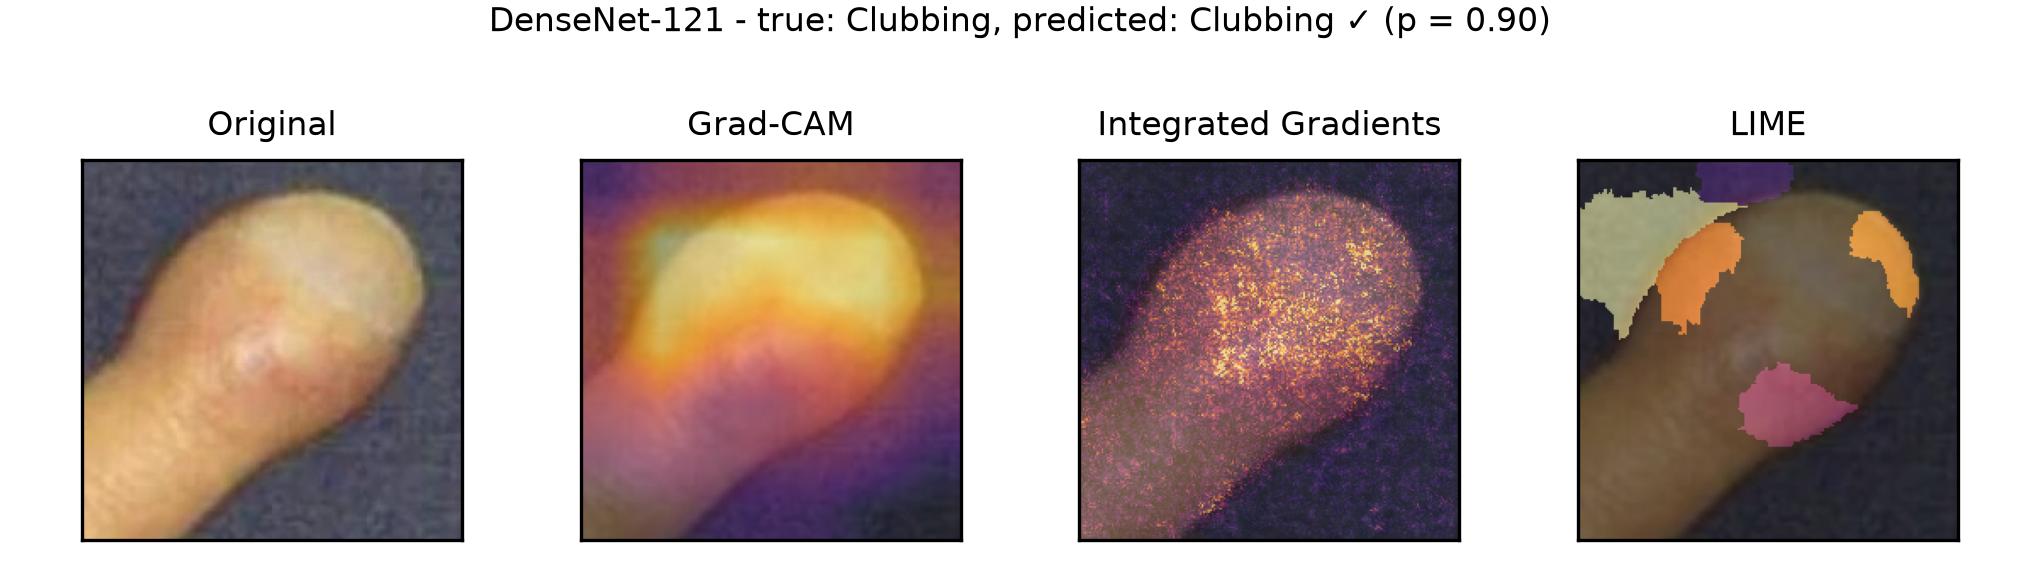 DenseNet-121 - true: Clubbing, predicted: Clubbing ✓ (p = 0.90)
Original
Grad-CAM
Integrated Gradients
LIME